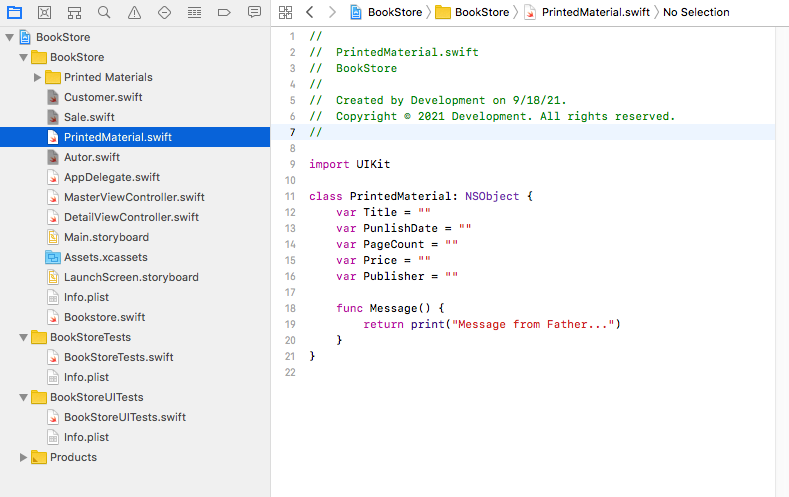 BookStore
BookStore
Printed Materials
Customer.swift
Sale.swift
PrintedMaterial.swift
Autor.swift
AppDelegate.swift
MasterViewController.swift
DetailViewController.swift
Main.storyboard
Assets.xcassets
LaunchScreen.storyboard
Info.plist
Bookstore.swift
BookStoreTests
BookStoreTests.swift
Info.plist
BookStoreUITests
BookStoreUITests.swift
Info.plist
Products
BookStore BookStore PrintedMaterial.swift No Selection
1 //
2 //  PrintedMaterial.swift
3 //  BookStore
4 //
5 //  Created by Development on 9/18/21.
6 //  Copyright © 2021 Development. All rights reserved.
7 //
8
9 import UIKit
10
11 class PrintedMaterial: NSObject {
12     var Title = ""
13     var PunlishDate = ""
14     var PageCount = ""
15     var Price = ""
16     var Publisher = ""
17
18     func Message() {
19         return print("Message from Father...")
20     }
21 }
22